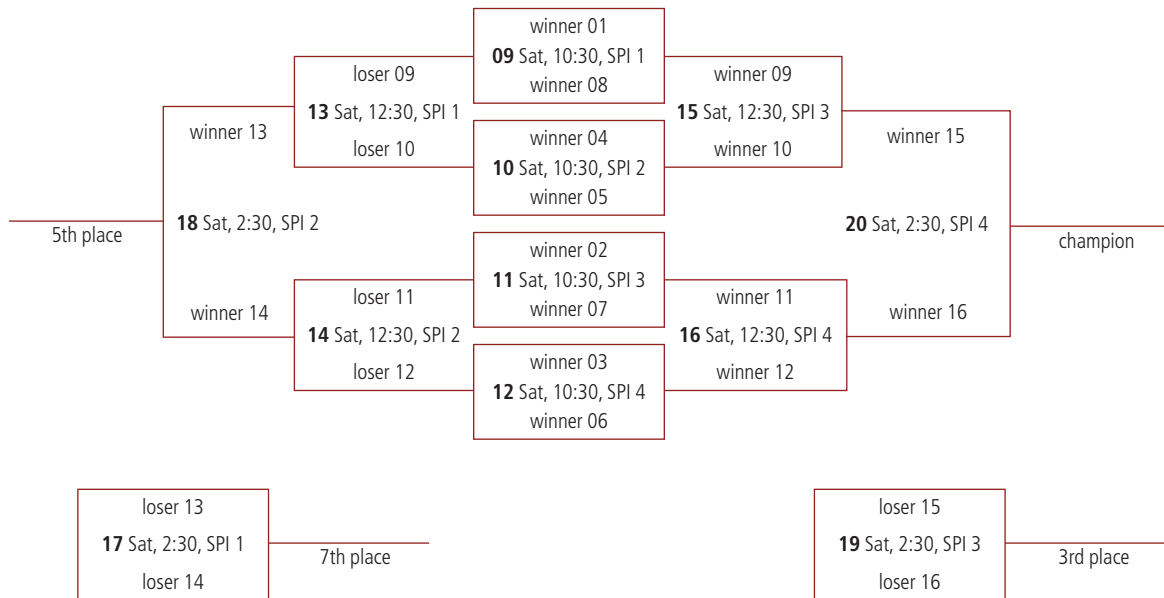 winner 01
09 Sat, 10:30, SPI 1
winner 08
loser 09
13 Sat, 12:30, SPI 1
loser 10
winner 09
15 Sat, 12:30, SPI 3
winner 10
winner 04
10 Sat, 10:30, SPI 2
winner 05
winner 13
18 Sat, 2:30, SPI 2
winner 14
5th place
winner 15
20 Sat, 2:30, SPI 4
winner 16
champion
winner 02
11 Sat, 10:30, SPI 3
winner 07
loser 11
14 Sat, 12:30, SPI 2
loser 12
winner 11
16 Sat, 12:30, SPI 4
winner 12
winner 03
12 Sat, 10:30, SPI 4
winner 06
loser 13
17 Sat, 2:30, SPI 1
loser 14
7th place
loser 15
19 Sat, 2:30, SPI 3
loser 16
3rd place